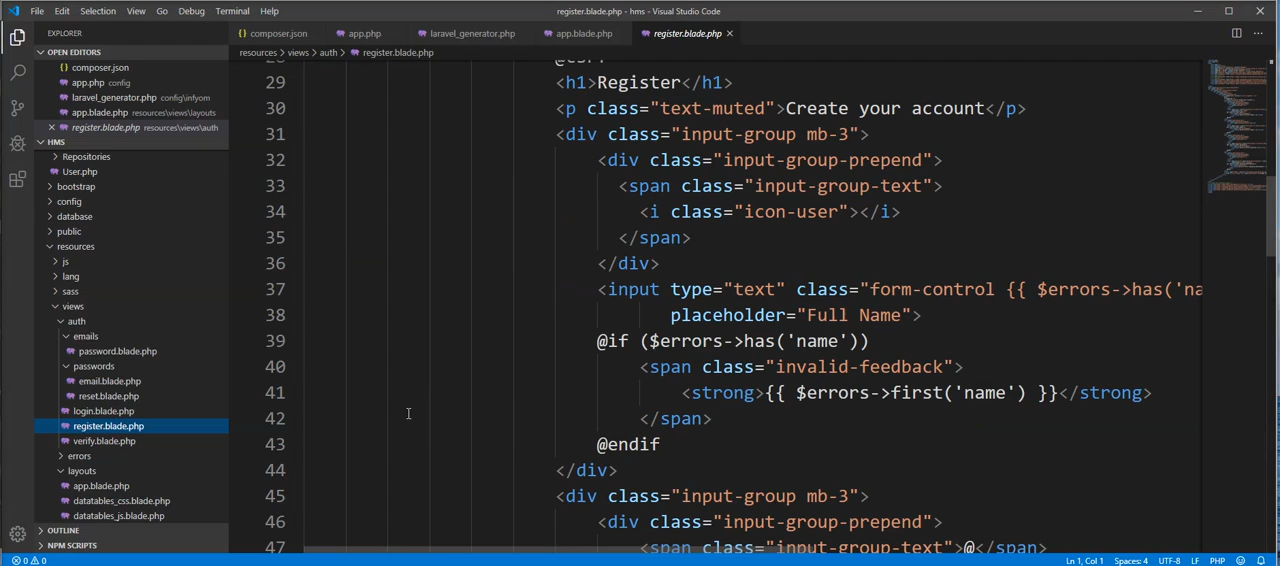 File Edit Selection View Go Debug Terminal Help
register.blade.php - hms - Visual Studio Code
EXPLORER
OPEN EDITORS
composer.json
app.php config
laravel_generator.php config\infyom
app.blade.php resources\views\layouts
register.blade.php resources\views\auth
HMS
Repositories
User.php
bootstrap
config
database
public
resources
js
lang
sass
views
auth
emails
password.blade.php
passwords
email.blade.php
reset.blade.php
login.blade.php
register.blade.php
verify.blade.php
errors
layouts
app.blade.php
datatables_css.blade.php
datatables_js.blade.php
OUTLINE
NPM SCRIPTS
composer.json app.php laravel_generator.php app.blade.php register.blade.php
resources > views > auth > register.blade.php
29 <h1>Register</h1>
30 <p class="text-muted">Create your account</p>
31 <div class="input-group mb-3">
32 <div class="input-group-prepend">
33 <span class="input-group-text">
34 <i class="icon-user"></i>
35 </span>
36 </div>
37 <input type="text" class="form-control {{ $errors->has('na
38 placeholder="Full Name">
39 @if ($errors->has('name'))
40 <span class="invalid-feedback">
41 <strong>{{ $errors->first('name') }}</strong>
42 </span>
43 @endif
44 </div>
45 <div class="input-group mb-3">
46 <div class="input-group-prepend">
47 <span class="input-group-text">@</span>
0 0 Ln 1, Col 1 Spaces: 4 UTF-8 LF PHP